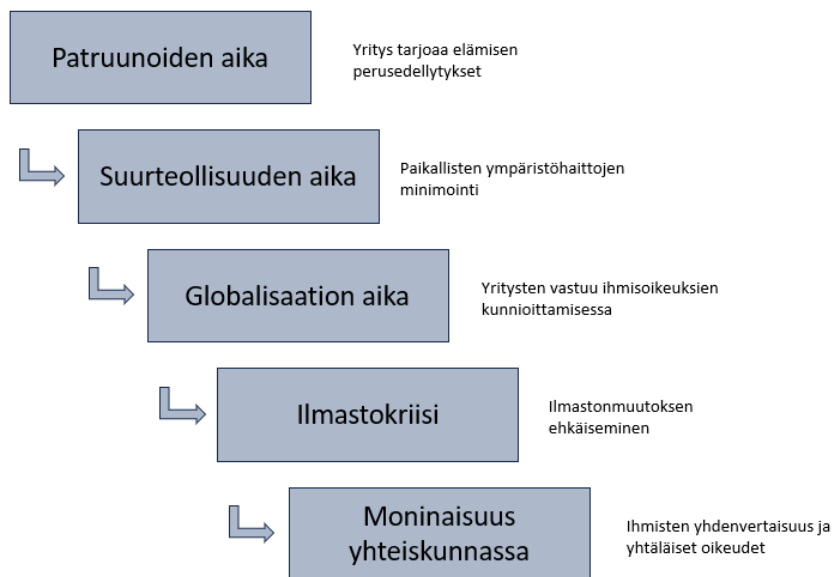 Patruunoiden aika
Yritys tarjoaa elämisen
perusedellytykset
Suurteollisuuden aika
Paikallisten ympäristöhaittojen
minimointi
Globalisaation aika
Yritysten vastuu ihmisoikeuksien
kunnioittamisessa
Ilmastokriisi
Ilmastonmuutoksen
ehkäiseminen
Moninaisuus
yhteiskunnassa
Ihmisten yhdenvertaisuus ja
yhtäläiset oikeudet